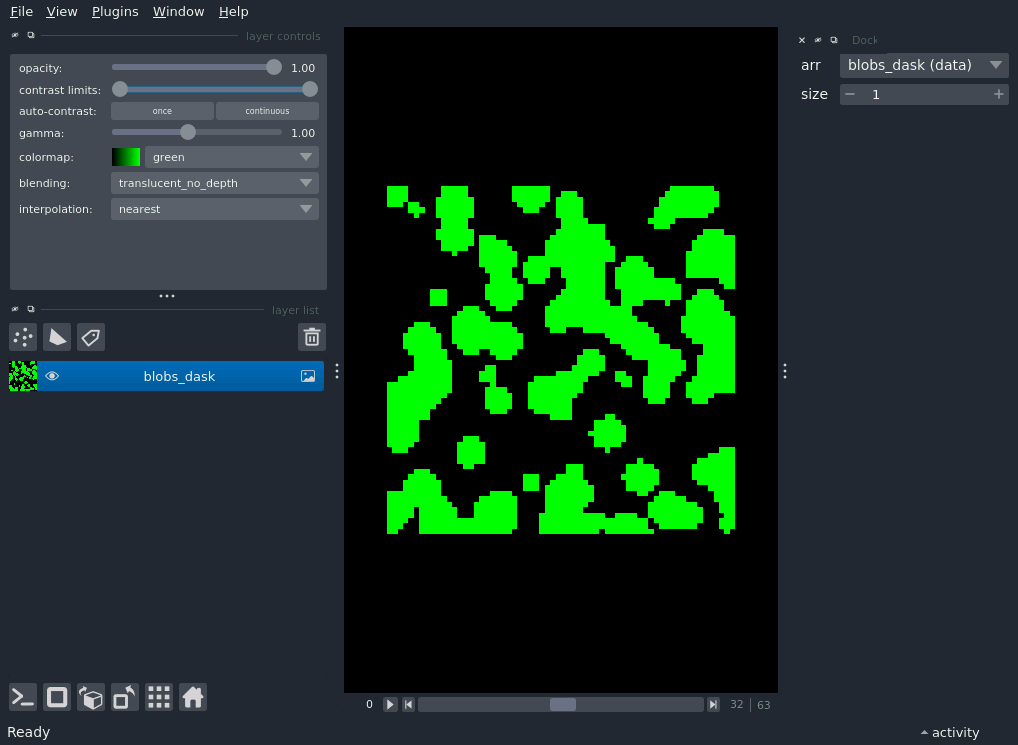 File View Plugins Window Help
layer controls
opacity: 1.00
contrast limits:
auto-contrast: once continuous
gamma: 1.00
colormap: green
blending: translucent_no_depth
interpolation: nearest
layer list
blobs_dask
0 32 63
Ready
Dock
arr blobs_dask (data)
size 1
activity